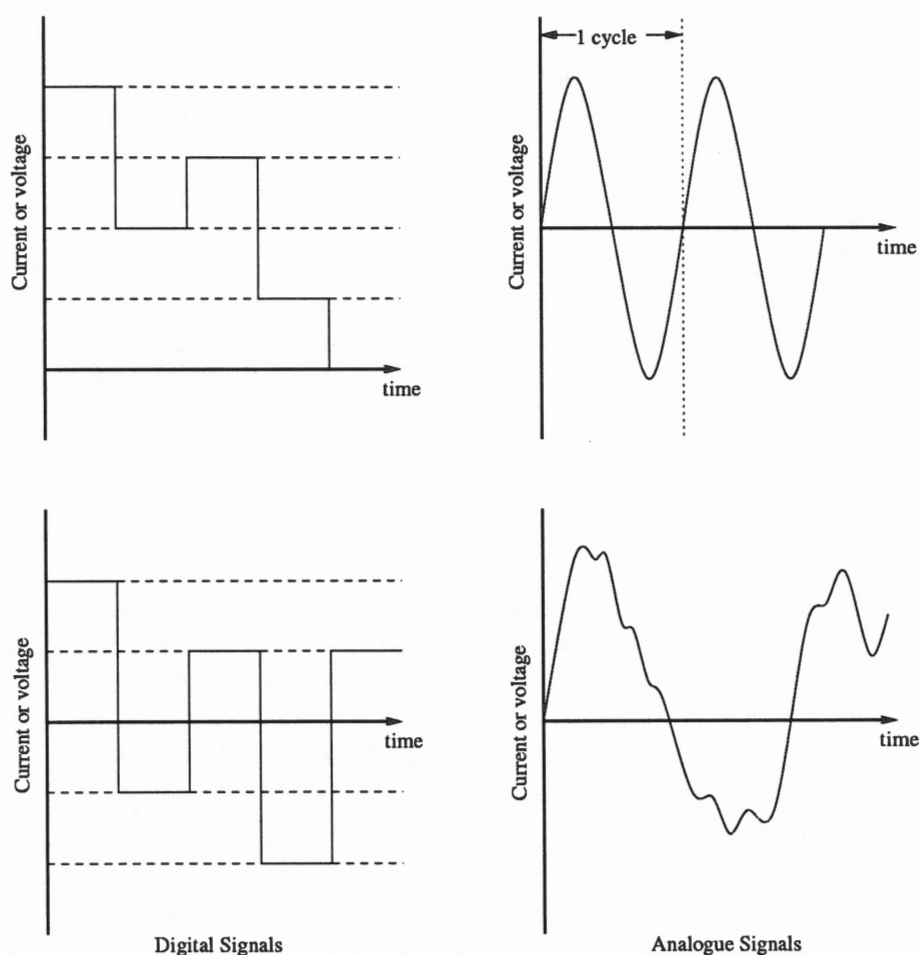 Current or voltage
time
1 cycle
Current or voltage
time
Current or voltage
time
Digital Signals
Current or voltage
time
Analogue Signals